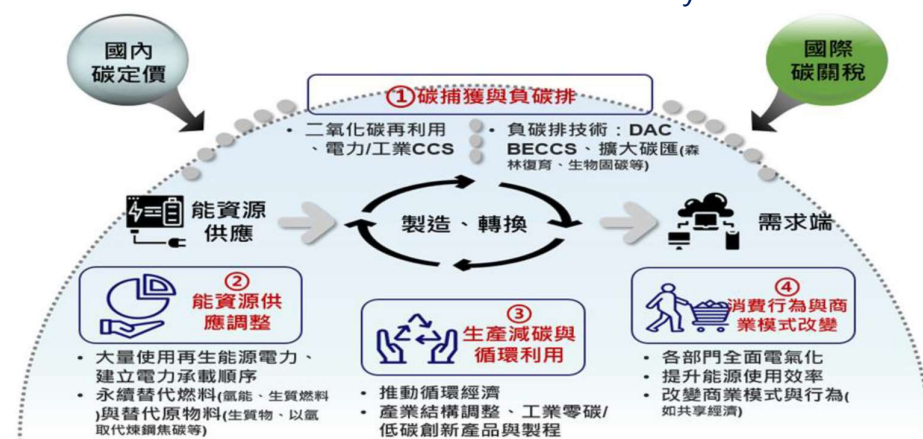 y
國內
碳定價
國際
碳關稅
①碳捕獲與負碳排
• 二氧化碳再利用
、電力/工業CCS
• 負碳排技術：DAC、
BECCS、擴大碳匯(森
林復育、生物固碳等)
能資源
供應
製造、轉換
需求端
②
能資源供
應調整
• 大量使用再生能源電力、
建立電力承載順序
• 永續替代燃料(氫能、生質燃料
)與替代原物料(生質物、以氫
取代煉鋼焦碳等)
③
生產減碳與
循環利用
• 推動循環經濟
• 產業結構調整、工業零碳/
低碳創新產品與製程
④
消費行為與商
業模式改變
• 各部門全面電氣化
• 提升能源使用效率
• 改變商業模式與行為(
如共享經濟)